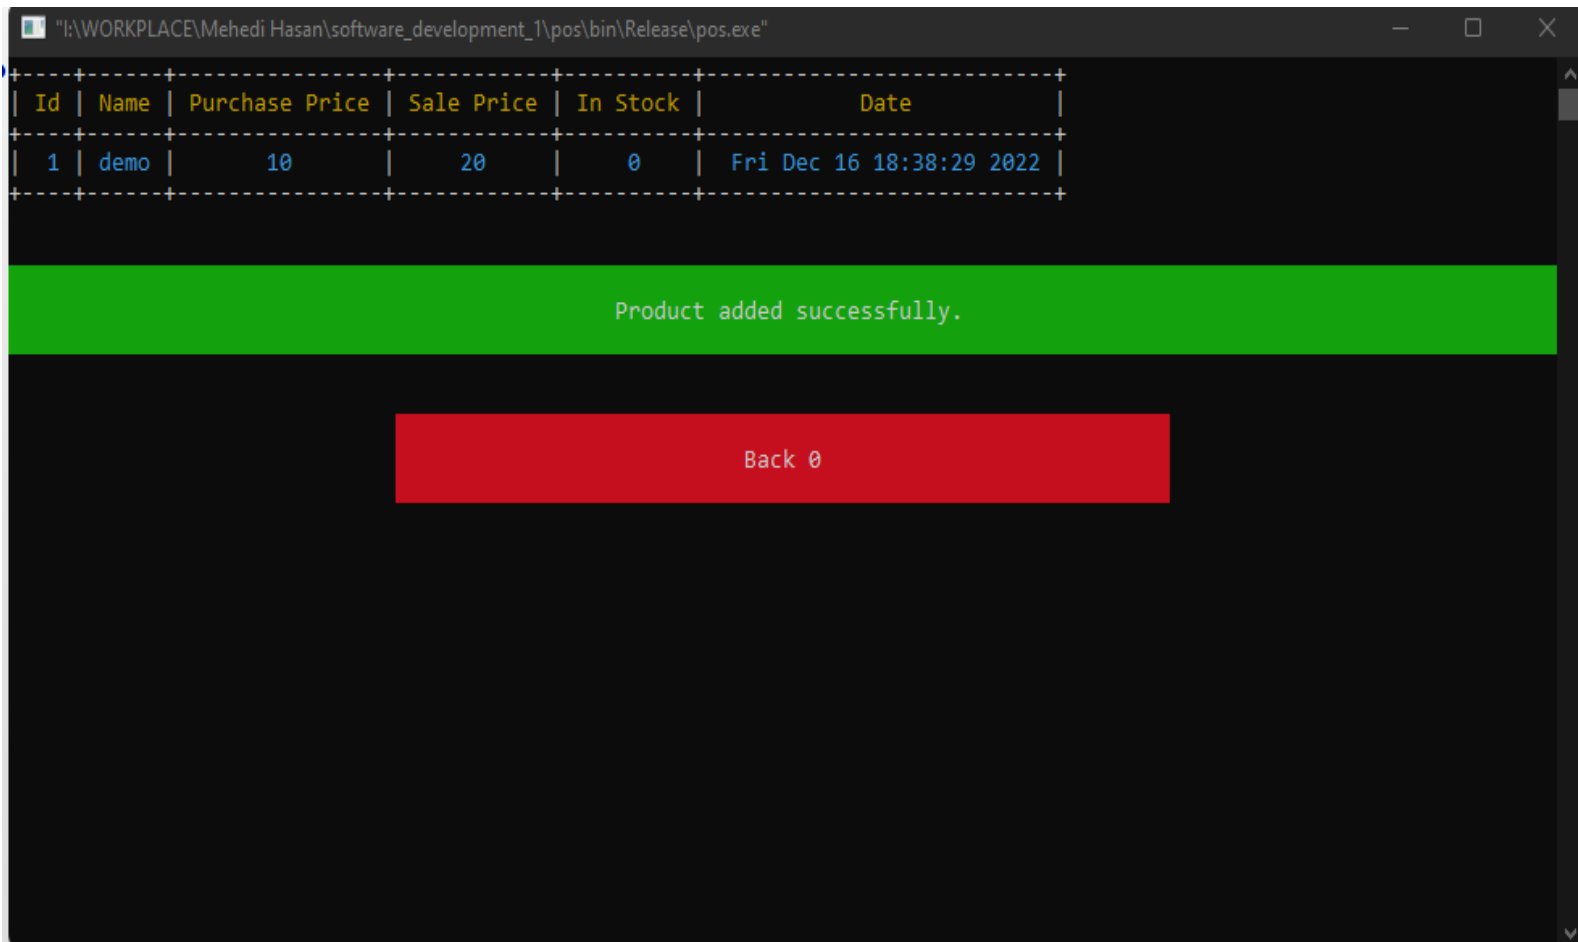 "I:\WORKPLACE\Mehedi Hasan\software_development_1\pos\bin\Release\pos.exe"
+----+------+----------------+------------+----------+---------------------------+
| Id | Name | Purchase Price | Sale Price | In Stock |            Date           |
+----+------+----------------+------------+----------+---------------------------+
|  1 | demo |       10       |     20     |     0    |  Fri Dec 16 18:38:29 2022 |
+----+------+----------------+------------+----------+---------------------------+
Product added successfully.
Back 0